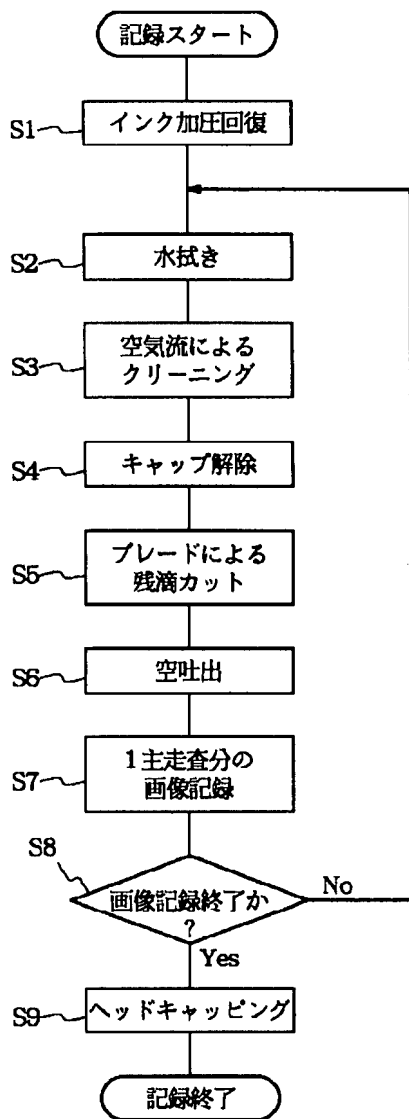 記録スタート
S1
インク加圧回復
S2
水拭き
S3
空気流による
クリーニング
S4
キャップ解除
S5
ブレードによる
残滴カット
S6
空吐出
S7
1主走査分の
画像記録
S8
画像記録終了か
?
No
Yes
S9
ヘッドキャッピング
記録終了